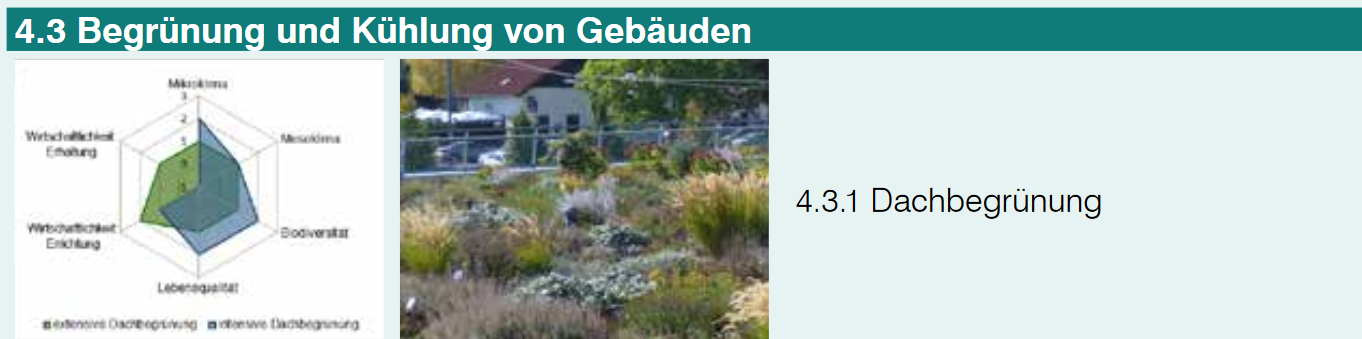 4.3 Begrünung und Kühlung von Gebäuden
Mikroklima
3
2
1
0
Wirtschaftlichkeit
Erhaltung
Mesoklima
Wirtschaftlichkeit
Errichtung
Biodiversität
Lebensqualität
extensive Dachbegrünung
intensive Dachbegrünung
4.3.1 Dachbegrünung